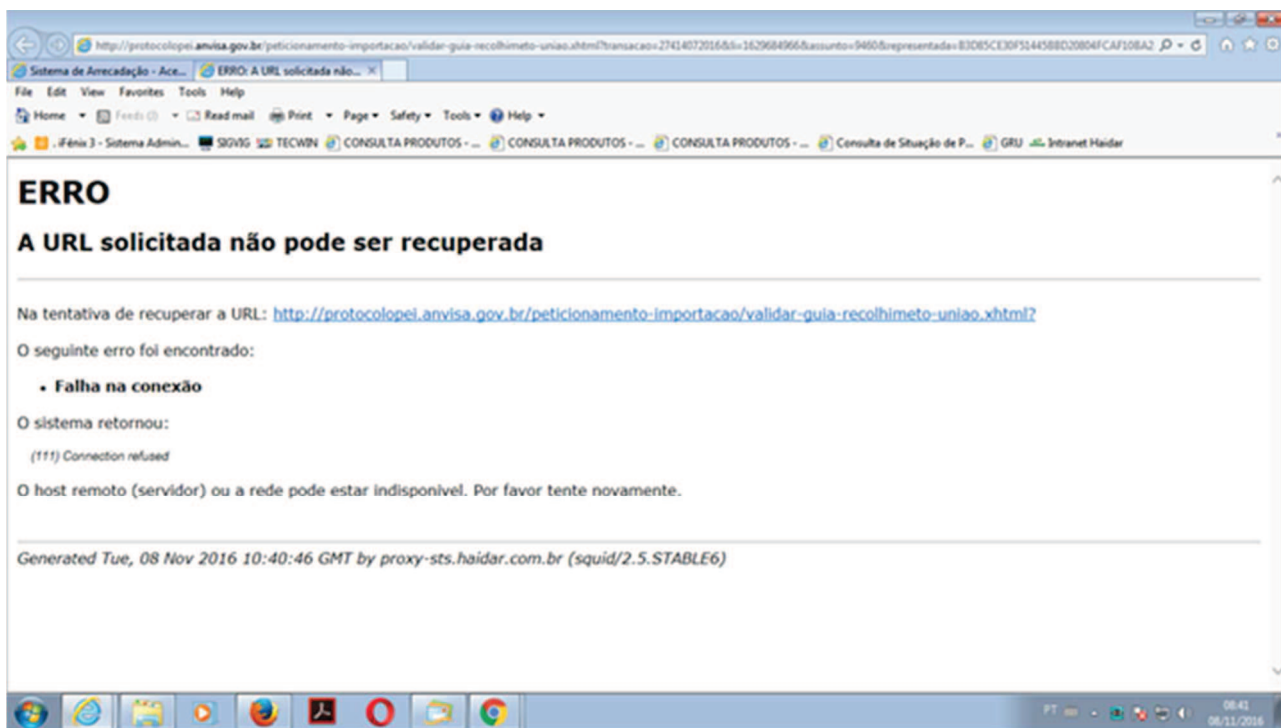 http://protocolopei.anvisa.gov.br/peticionamento-importacao/validar-guia-recolhimeto-uniao.xhtml?transacao=27414072016&li=1629684966&assunto=9460&representada=
Sistema de Arrecadação - Ace... ERRO: A URL solicitada não...
File Edit View Favorites Tools Help
Home Feeds (0) Read mail Print Page Safety Tools Help
.:Fênix 3 - Sistema Admin... SIGVIG TECWIN CONSULTA PRODUTOS - ... CONSULTA PRODUTOS - ... CONSULTA PRODUTOS - ... Consulta de Situação de P... GRU Intranet Haidar
ERRO
A URL solicitada não pode ser recuperada
Na tentativa de recuperar a URL: http://protocolopei.anvisa.gov.br/peticionamento-importacao/validar-guia-recolhimeto-uniao.xhtml?
O seguinte erro foi encontrado:
• Falha na conexão
O sistema retornou:
(111) Connection refused
O host remoto (servidor) ou a rede pode estar indisponivel. Por favor tente novamente.
Generated Tue, 08 Nov 2016 10:40:46 GMT by proxy-sts.haidar.com.br (squid/2.5.STABLE6)
PT 08:41
08/11/2016